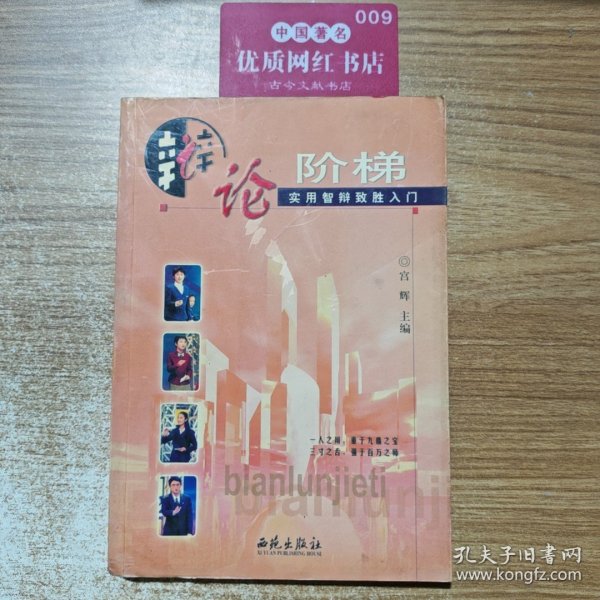 009
中国著名
优质网红书店
古今文献书店
辩论
阶梯
实用智辩致胜入门
◎宫辉 主编
一人之辩，重于九鼎之宝
三寸之舌，强于百万之师
bianlunjieti
bianlunji
西苑出版社
XI YUAN PUBLISHING HOUSE
孔夫子旧书网
www.kongfz.com